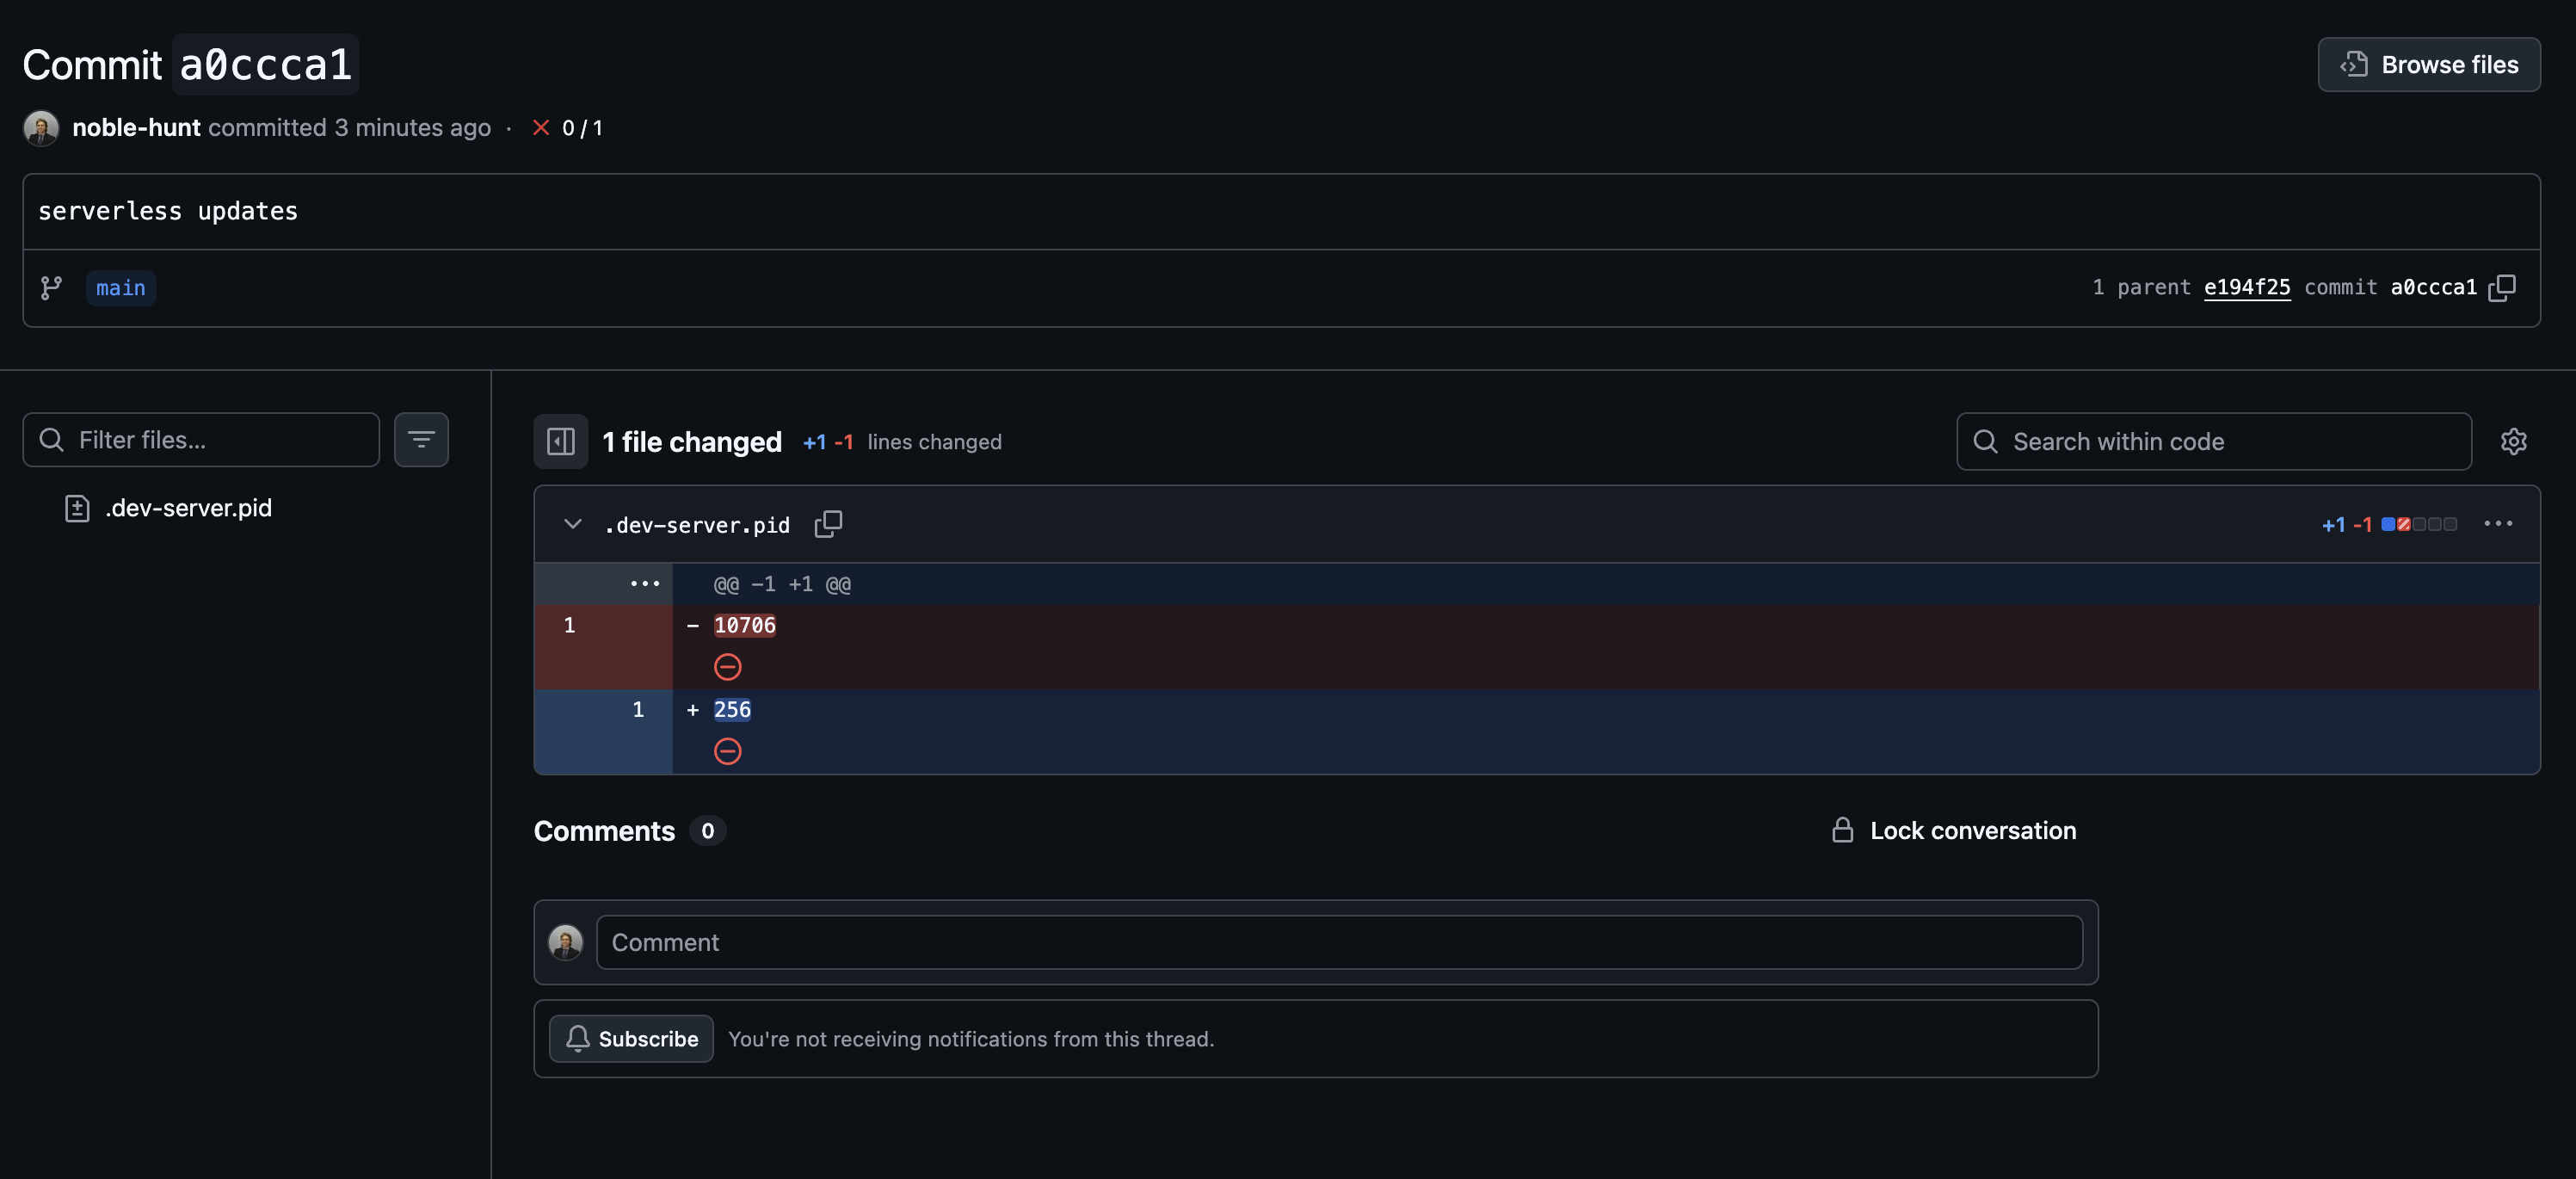 Commit a0ccca1
Browse files
noble-hunt committed 3 minutes ago · 0 / 1
serverless updates
main
1 parent e194f25 commit a0ccca1
Filter files...
.dev-server.pid
1 file changed +1 -1 lines changed
Search within code
.dev-server.pid
+1 -1
@@ -1 +1 @@
1 - 10706
1 + 256
Comments 0
Lock conversation
Comment
Subscribe You're not receiving notifications from this thread.